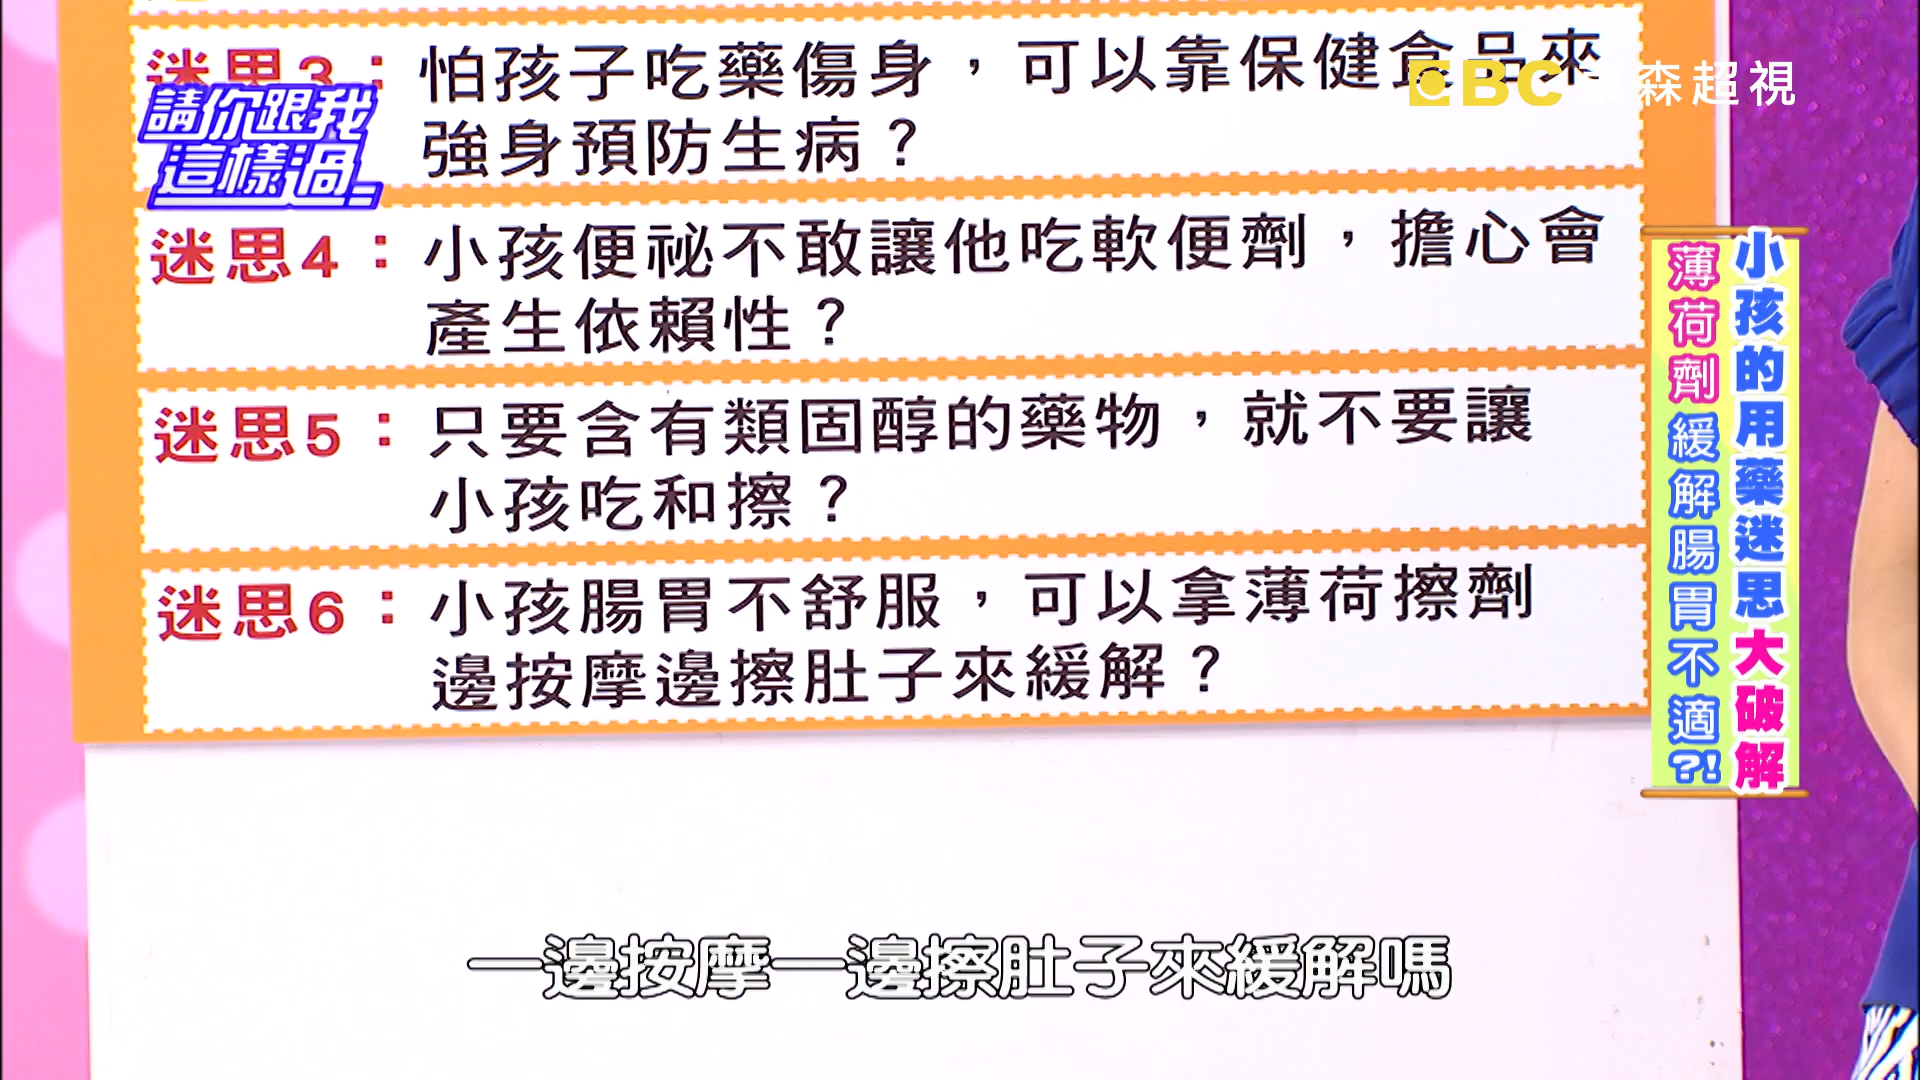 迷思3：怕孩子吃藥傷身，可以靠保健食品來
強身預防生病？
請你跟我
這樣過
EBC 東森超視
迷思4：小孩便祕不敢讓他吃軟便劑，擔心會
產生依賴性？
迷思5：只要含有類固醇的藥物，就不要讓
小孩吃和擦？
迷思6：小孩腸胃不舒服，可以拿薄荷擦劑
邊按摩邊擦肚子來緩解？
小孩的用藥迷思大破解
薄荷劑緩解腸胃不適?!
一邊按摩一邊擦肚子來緩解嗎